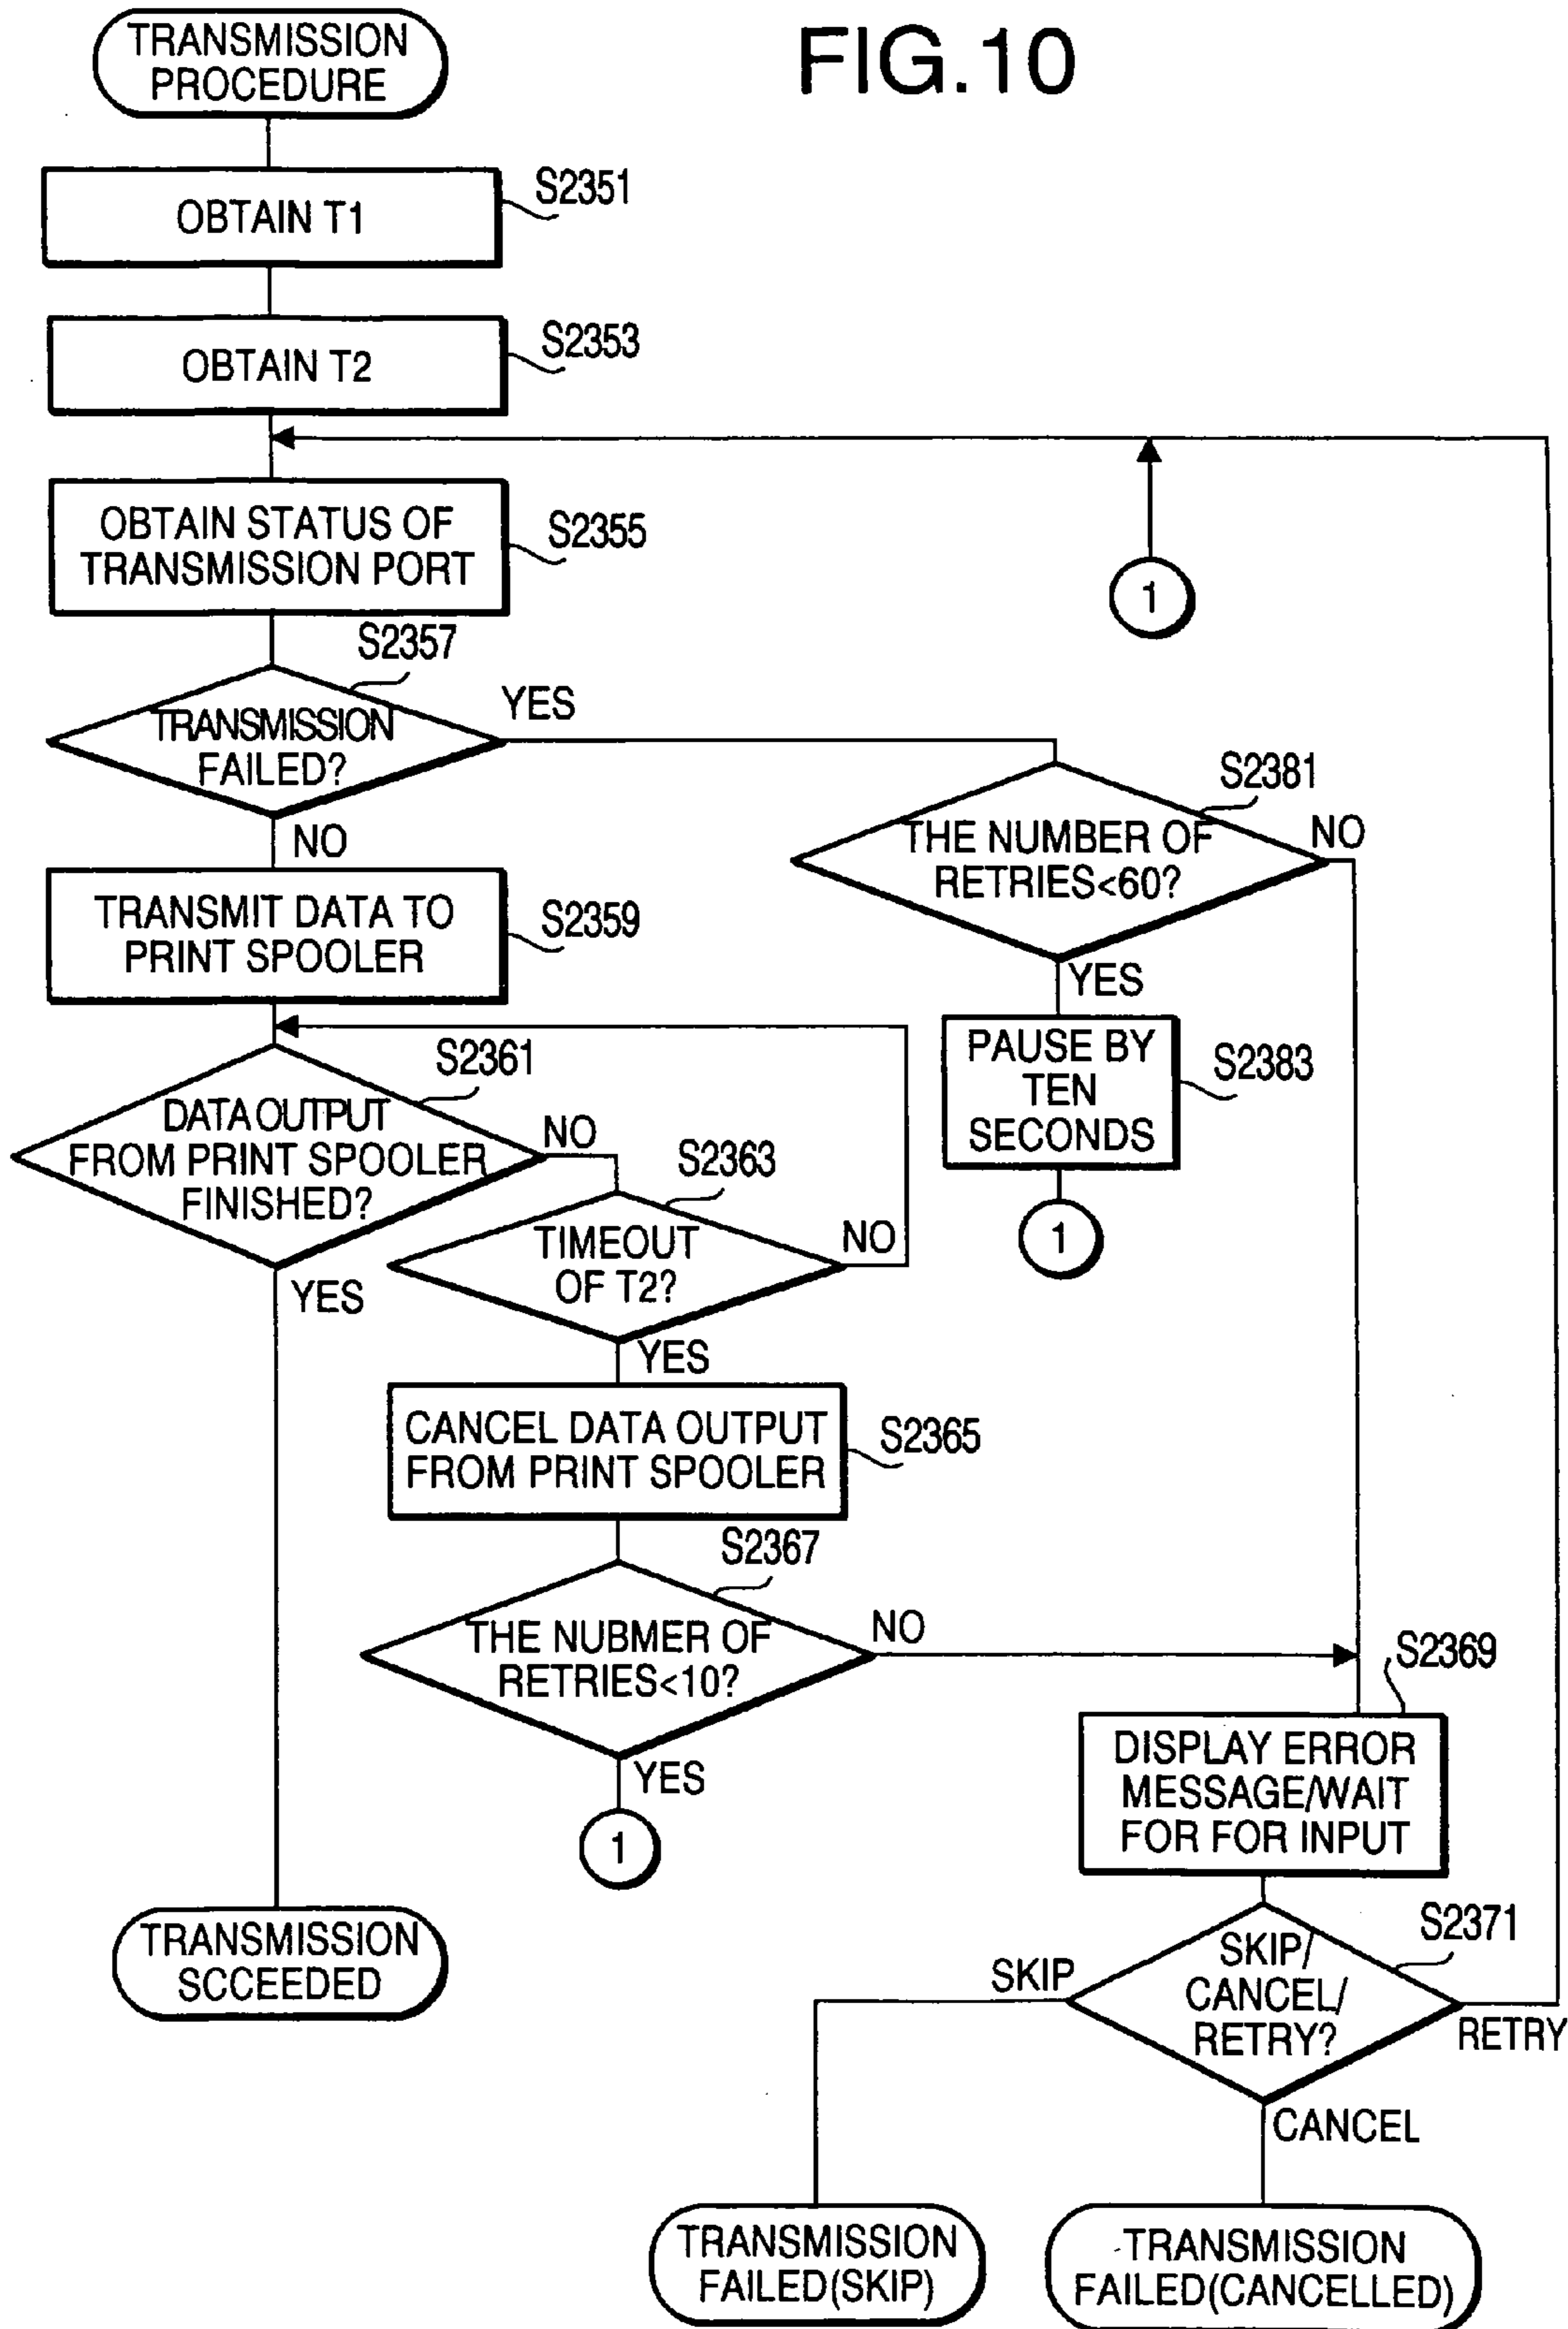 FIG.10
TRANSMISSION
PROCEDURE
OBTAIN T1
S2351
OBTAIN T2
S2353
OBTAIN STATUS OF
TRANSMISSION PORT
S2355
1
S2357
TRANSMISSION
FAILED?
YES
NO
S2381
THE NUMBER OF
RETRIES<60?
NO
YES
TRANSMIT DATA TO
PRINT SPOOLER
S2359
PAUSE BY
TEN
SECONDS
S2383
1
S2361
DATA OUTPUT
FROM PRINT SPOOLER
FINISHED?
NO
YES
S2363
TIMEOUT
OF T2?
NO
YES
CANCEL DATA OUTPUT
FROM PRINT SPOOLER
S2365
S2367
THE NUBMER OF
RETRIES<10?
NO
YES
1
S2369
DISPLAY ERROR
MESSAGE/WAIT
FOR FOR INPUT
TRANSMISSION
SCCEEDED
S2371
SKIP/
CANCEL/
RETRY?
SKIP
RETRY
CANCEL
TRANSMISSION
FAILED(SKIP)
TRANSMISSION
FAILED(CANCELLED)